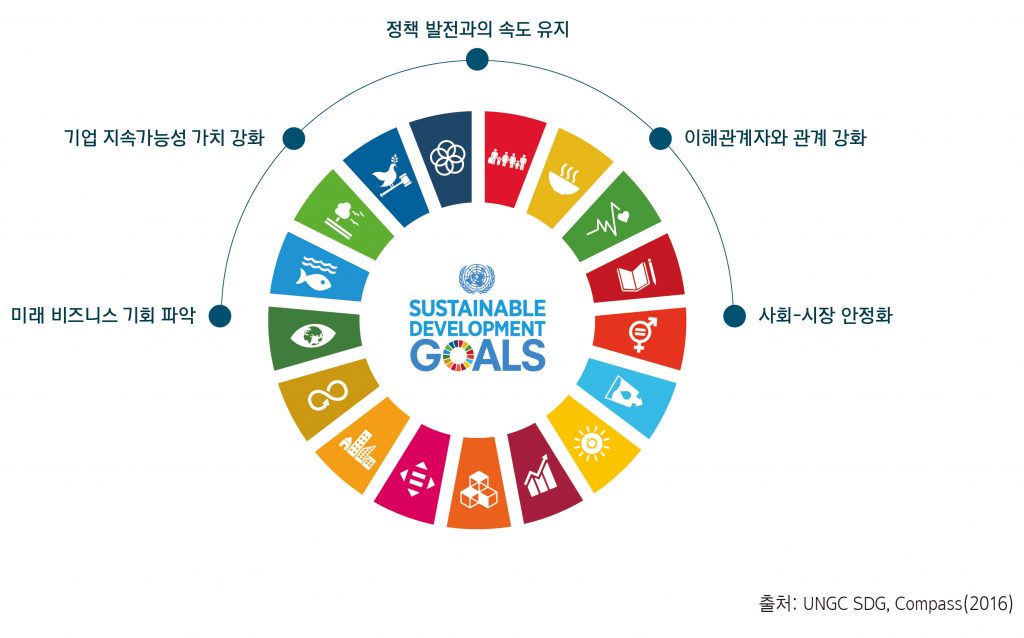 정책 발전과의 속도 유지
기업 지속가능성 가치 강화
이해관계자와 관계 강화
미래 비즈니스 기회 파악
사회-시장 안정화
SUSTAINABLE
DEVELOPMENT
GOALS
출처: UNGC SDG, Compass(2016)